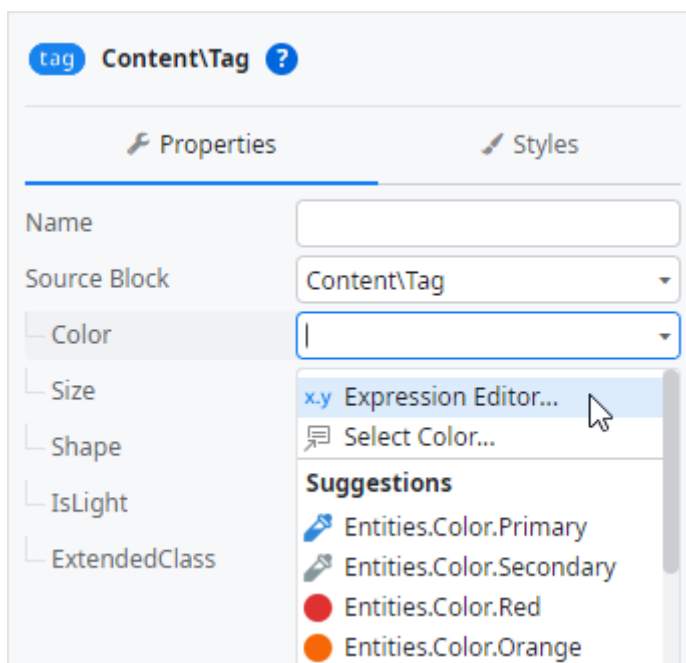 tag Content\Tag ?
Properties Styles
Name
Source Block Content\Tag
Color
Size
x.y Expression Editor...
Select Color...
Shape
Suggestions
IsLight
Entities.Color.Primary
ExtendedClass
Entities.Color.Secondary
Entities.Color.Red
Entities.Color.Orange